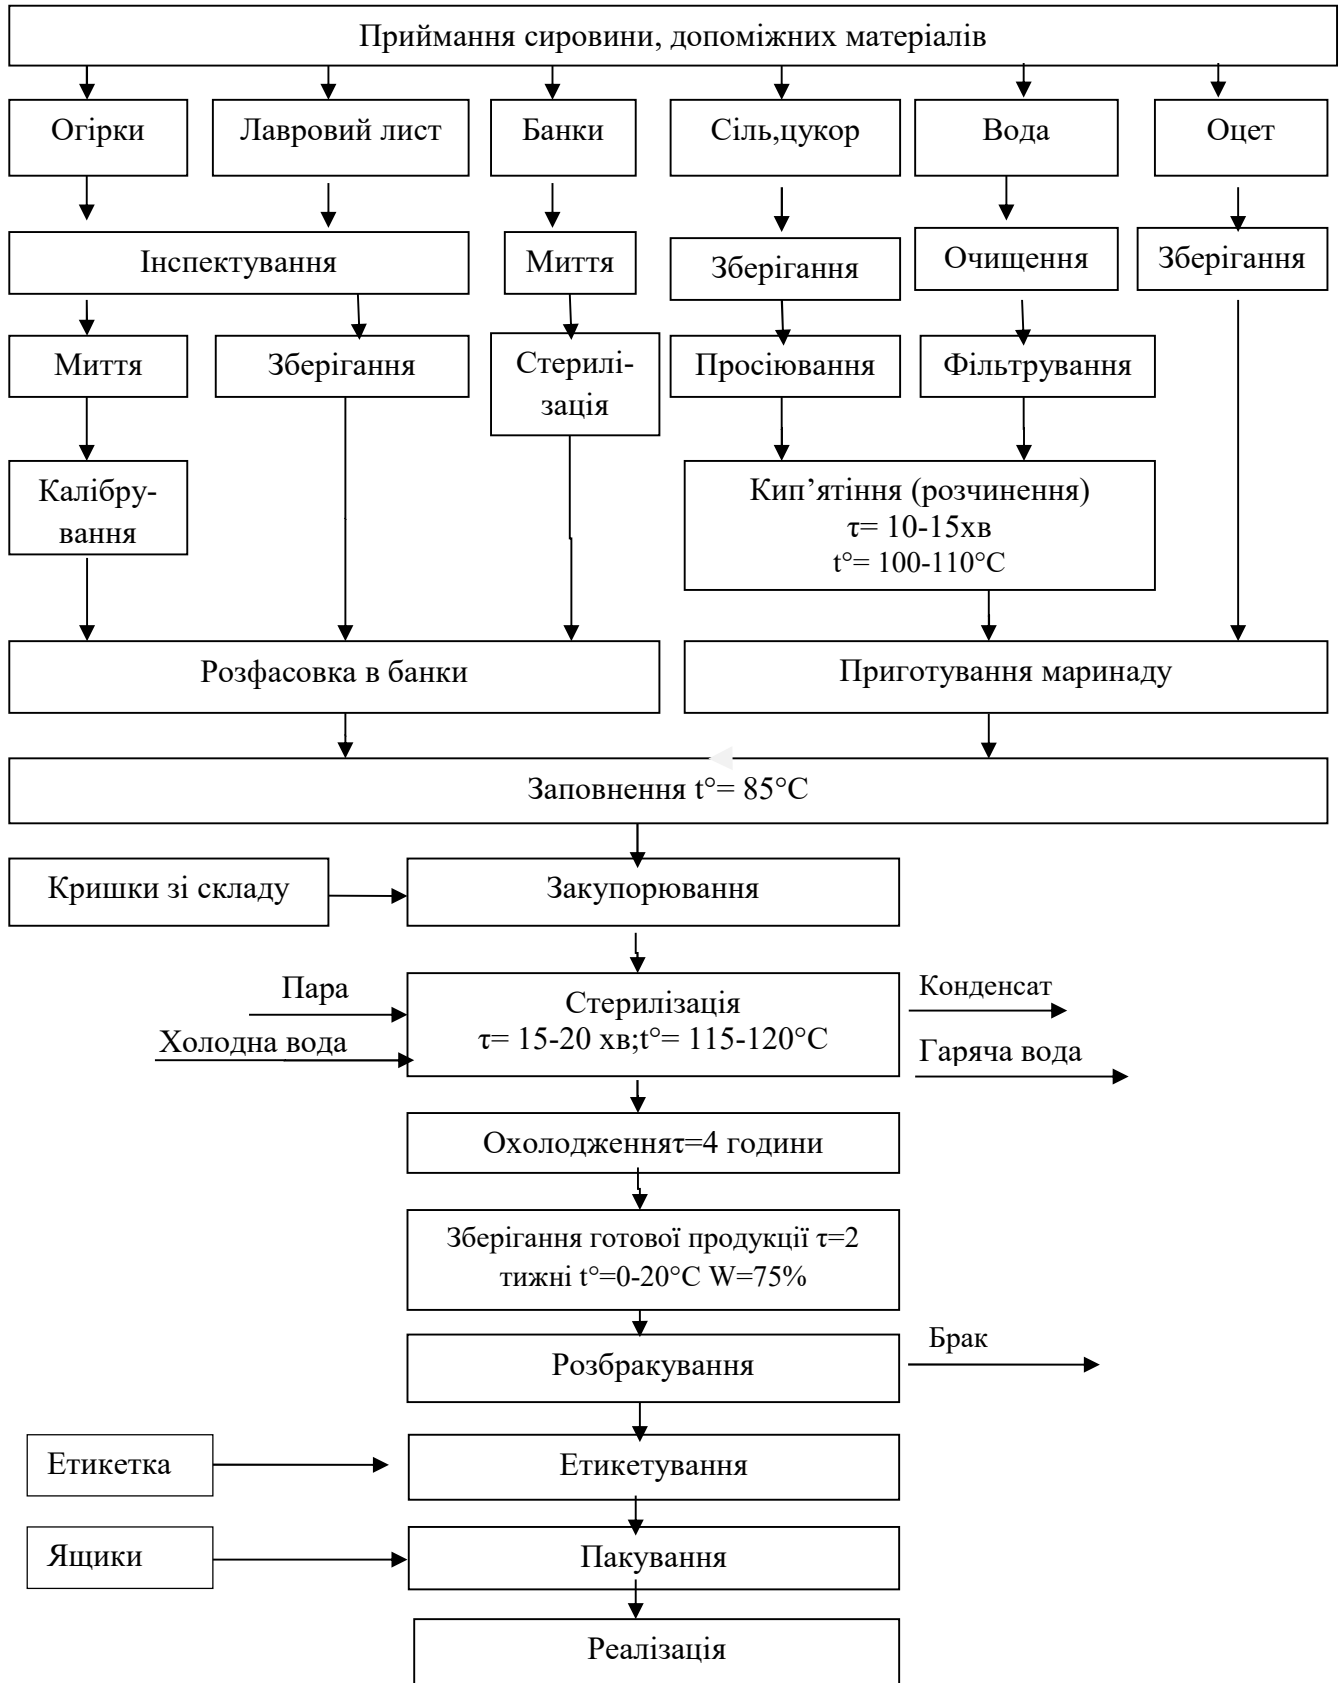 Приймання сировини, допоміжних матеріалів
Огірки
Лавровий лист
Банки
Сіль,цукор
Вода
Оцет
Інспектування
Миття
Зберігання
Очищення
Зберігання
Миття
Зберігання
Стерилі-
зація
Просіювання
Фільтрування
Калібру-
вання
Кип’ятіння (розчинення)
τ= 10-15хв
t°= 100-110°C
Розфасовка в банки
Приготування маринаду
Заповнення t°= 85°C
Кришки зі складу
Закупорювання
Пара
Холодна вода
Стерилізація
τ= 15-20 хв;t°= 115-120°C
Конденсат
Гаряча вода
Охолодженняτ=4 години
Зберігання готової продукції τ=2
тижні t°=0-20°C W=75%
Розбракування
Брак
Етикетка
Етикетування
Ящики
Пакування
Реалізація